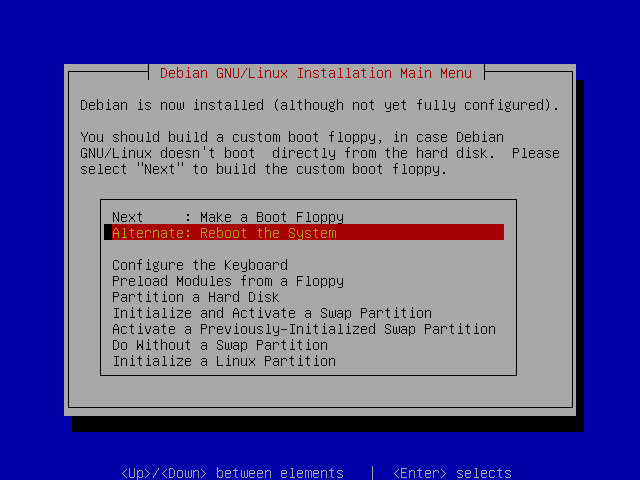 Debian GNU/Linux Installation Main Menu
Debian is now installed (although not yet fully configured).
You should build a custom boot floppy, in case Debian
GNU/Linux doesn't boot  directly from the hard disk.  Please
select "Next" to build the custom boot floppy.
Next     : Make a Boot Floppy
Alternate: Reboot the System
Configure the Keyboard
Preload Modules from a Floppy
Partition a Hard Disk
Initialize and Activate a Swap Partition
Activate a Previously-Initialized Swap Partition
Do Without a Swap Partition
Initialize a Linux Partition
<Up>/<Down> between elements   |  <Enter> selects